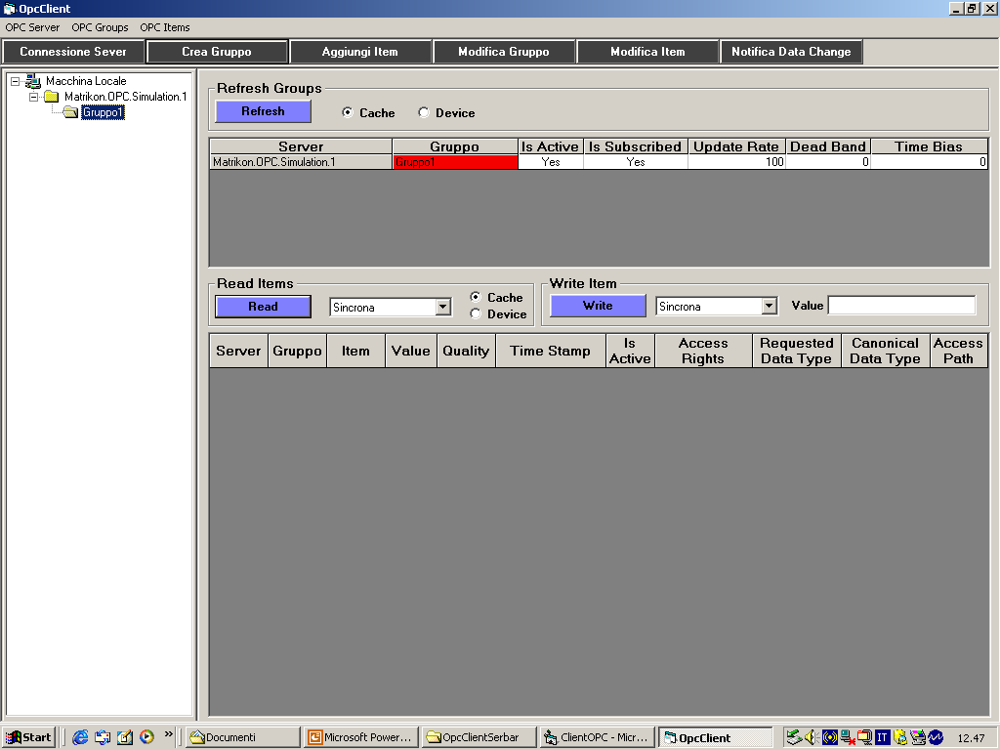 OpcClient
OPC Server OPC Groups OPC Items
Connessione Sever Crea Gruppo Aggiungi Item Modifica Gruppo Modifica Item Notifica Data Change
Macchina Locale
Matrikon.OPC.Simulation.1
Gruppo1
Refresh Groups
Refresh Cache Device
Server Gruppo Is Active Is Subscribed Update Rate Dead Band Time Bias
Matrikon.OPC.Simulation.1 Gruppo1 Yes Yes 100 0 0
Read Items
Read Sincrona Cache
Device
Write Item
Write Sincrona Value
Server Gruppo Item Value Quality Time Stamp Is Active Access Rights Requested Data Type Canonical Data Type Access Path
Start » Documenti Microsoft Power... OpcClientSerbar ClientOPC - Micr... OpcClient IT 12.47